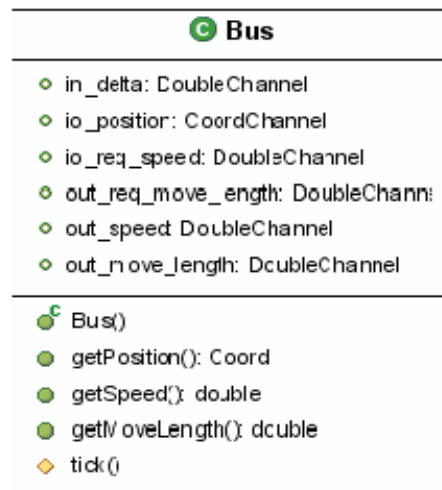 C Bus
in_delta: DoubleChannel
io_position: CoordChannel
io_req_speed: DoubleChannel
out_req_move_length: DoubleChann
out_speed: DoubleChannel
out_move_length: DoubleChannel
C Bus()
getPosition(): Coord
getSpeed(): double
getMoveLength(): double
tick()